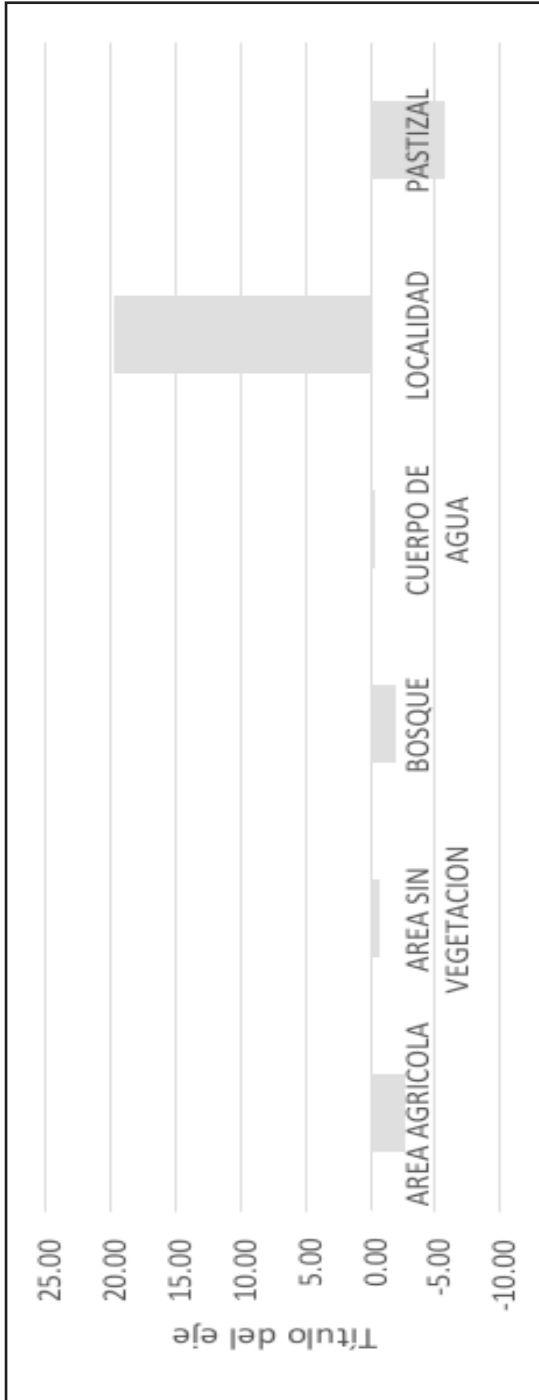 Título del eje
25.00
20.00
15.00
10.00
5.00
0.00
-5.00
-10.00
AREA AGRICOLA
AREA SIN
VEGETACION
BOSQUE
CUERPO DE
AGUA
LOCALIDAD
PASTIZAL